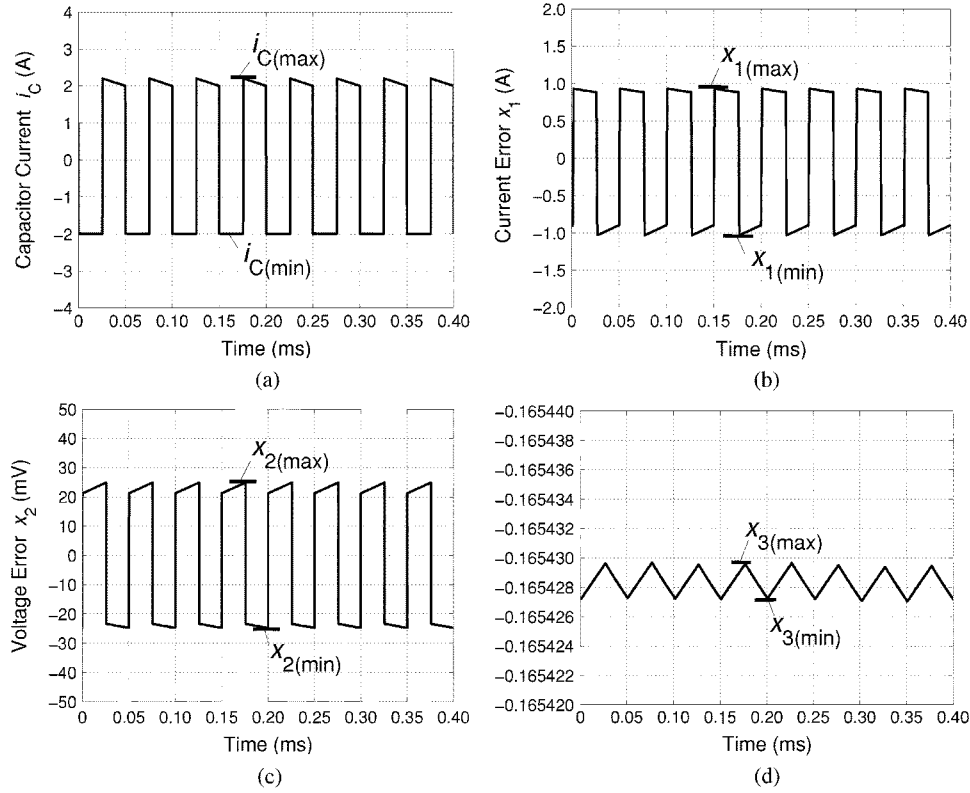 4
3
2
1
0
−1
−2
−3
−4
Capacitor Current i_C (A)
i_C(max)
i_C(min)
0 0.05 0.10 0.15 0.20 0.25 0.30 0.35 0.40
Time (ms)
(a)
2.0
1.5
1.0
0.5
0
−0.5
−1.0
−1.5
2.0
Current Error x_1 (A)
x_1(max)
x_1(min)
0 0.05 0.10 0.15 0.20 0.25 0.30 0.35 0.40
Time (ms)
(b)
50
40
30
20
10
0
−10
−20
−30
−40
−50
Voltage Error x_2 (mV)
x_2(max)
x_2(min)
0 0.05 0.10 0.15 0.20 0.25 0.30 0.35 0.40
Time (ms)
(c)
−0.165440
−0.165438
−0.165436
−0.165434
−0.165432
−0.165430
−0.165428
−0.165426
−0.165424
−0.165422
−0.165420
x_3(max)
x_3(min)
0 0.05 0.10 0.15 0.20 0.25 0.30 0.35 0.40
Time (ms)
(d)